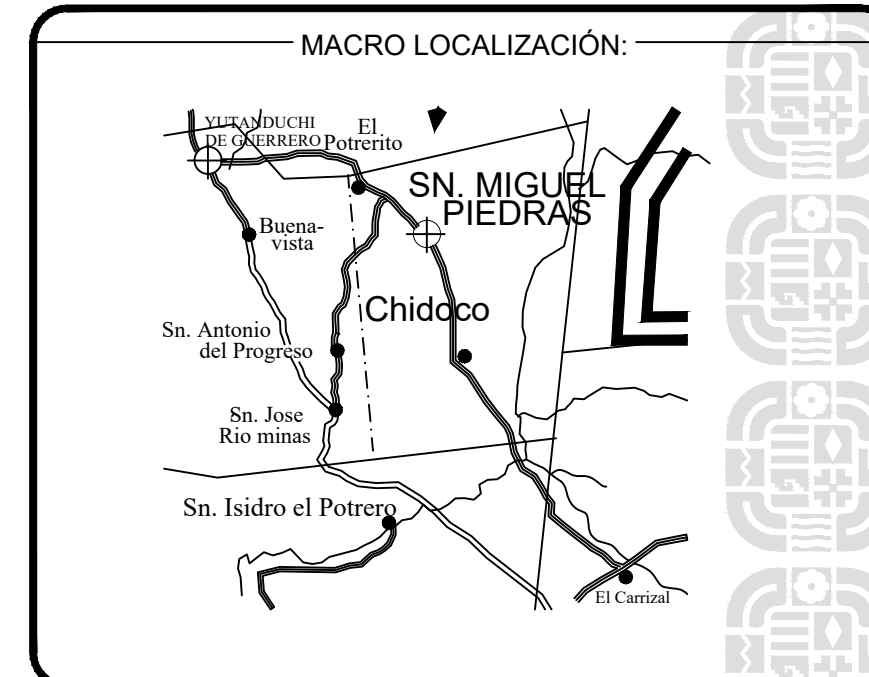 MACRO LOCALIZACIÓN:
YUTANDUCHI
DE GUERRERO
El
Potrerito
SN. MIGUEL
PIEDRAS
Buena-
vista
Chidoco
Sn. Antonio
del Progreso
Sn. Jose
Rio minas
Sn. Isidro el Potrero
El Carrizal